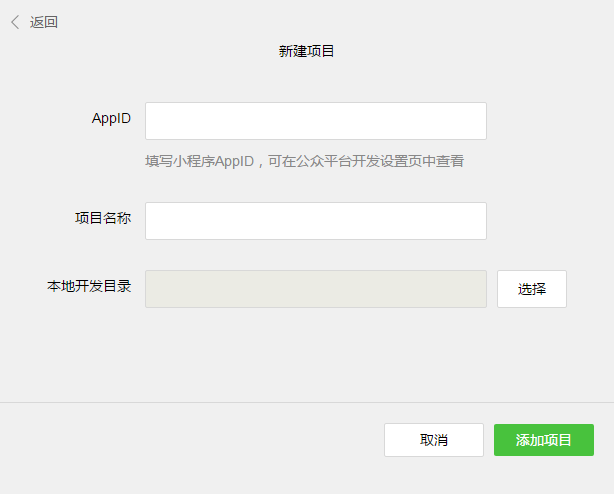 返回
新建项目
AppID
填写小程序AppID，可在公众平台开发设置页中查看
项目名称
本地开发目录
选择
取消
添加项目